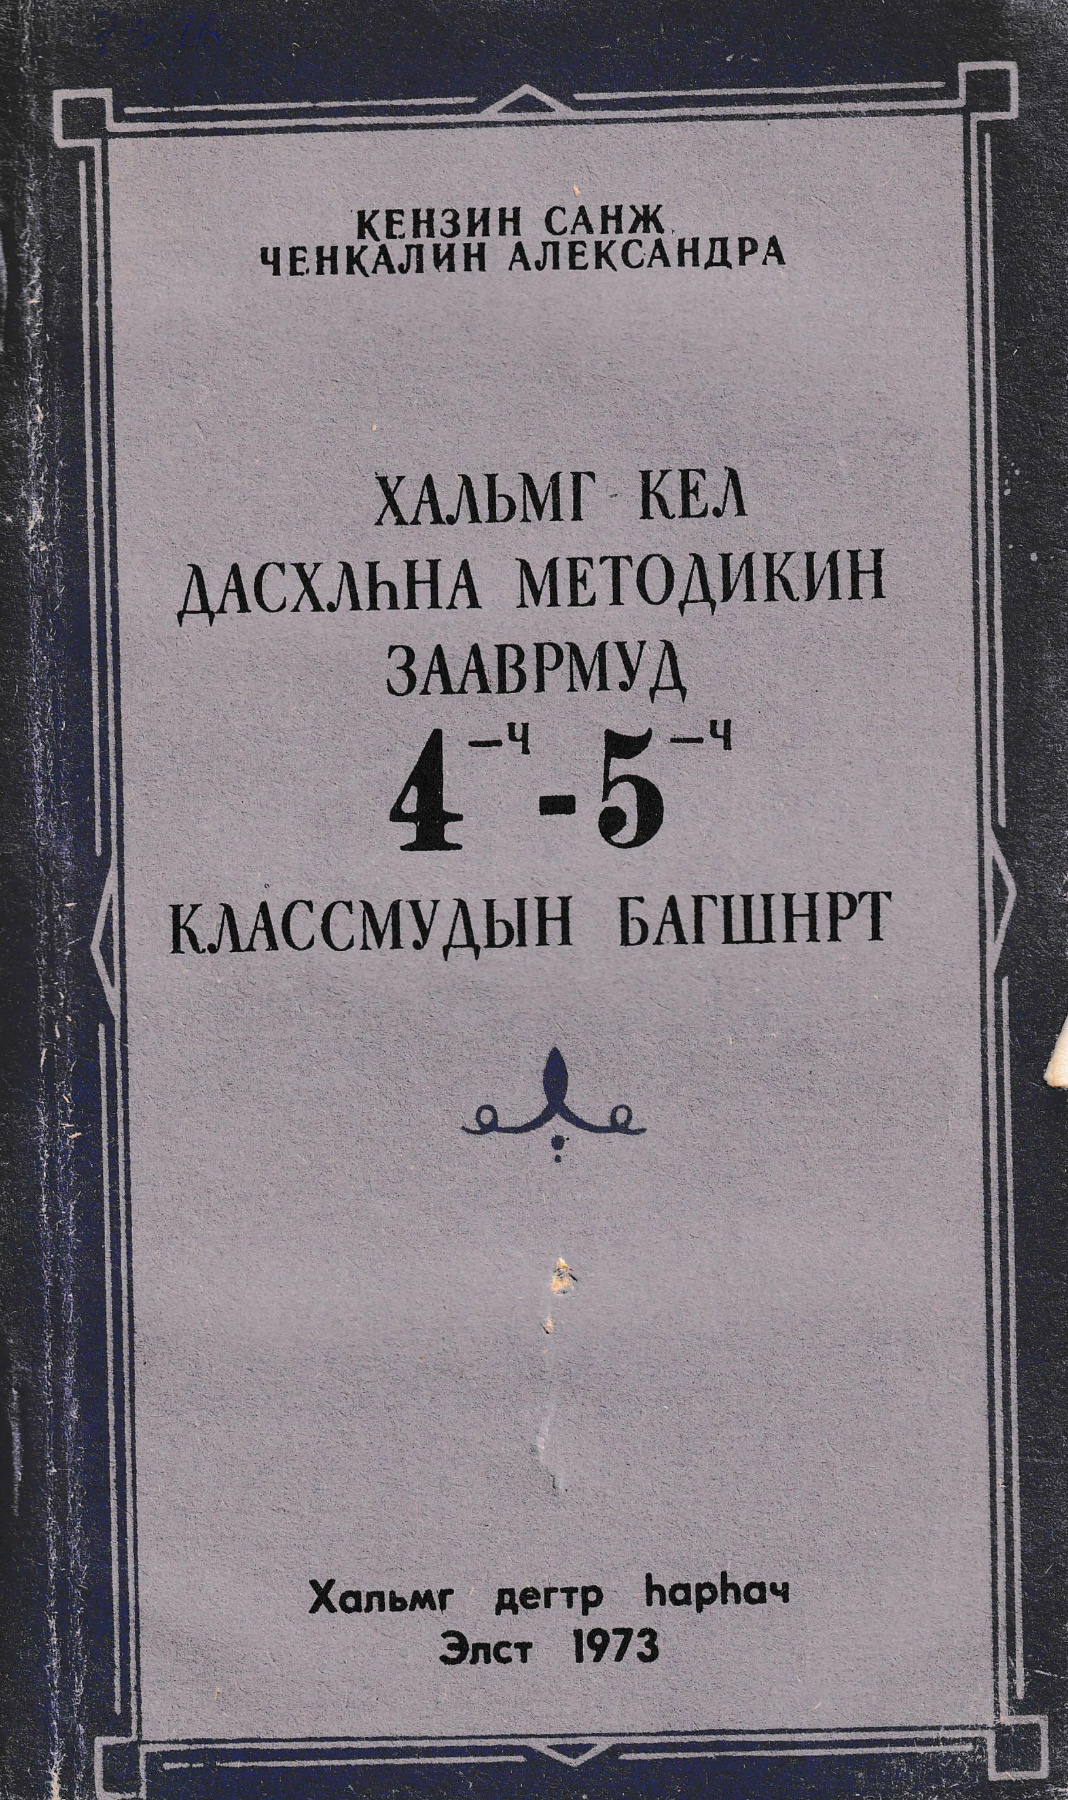 КЕНЗИН САНЖ
ЧЕНКАЛИН АЛЕКСАНДРА
ХАЛЬМГ КЕЛ
ДАСХЛҺНА МЕТОДИКИН
ЗААВРМУД
4-ч - 5-ч
КЛАССМУДЫН БАГШНРТ
Хальмг дегтр һарһач
Элст 1973